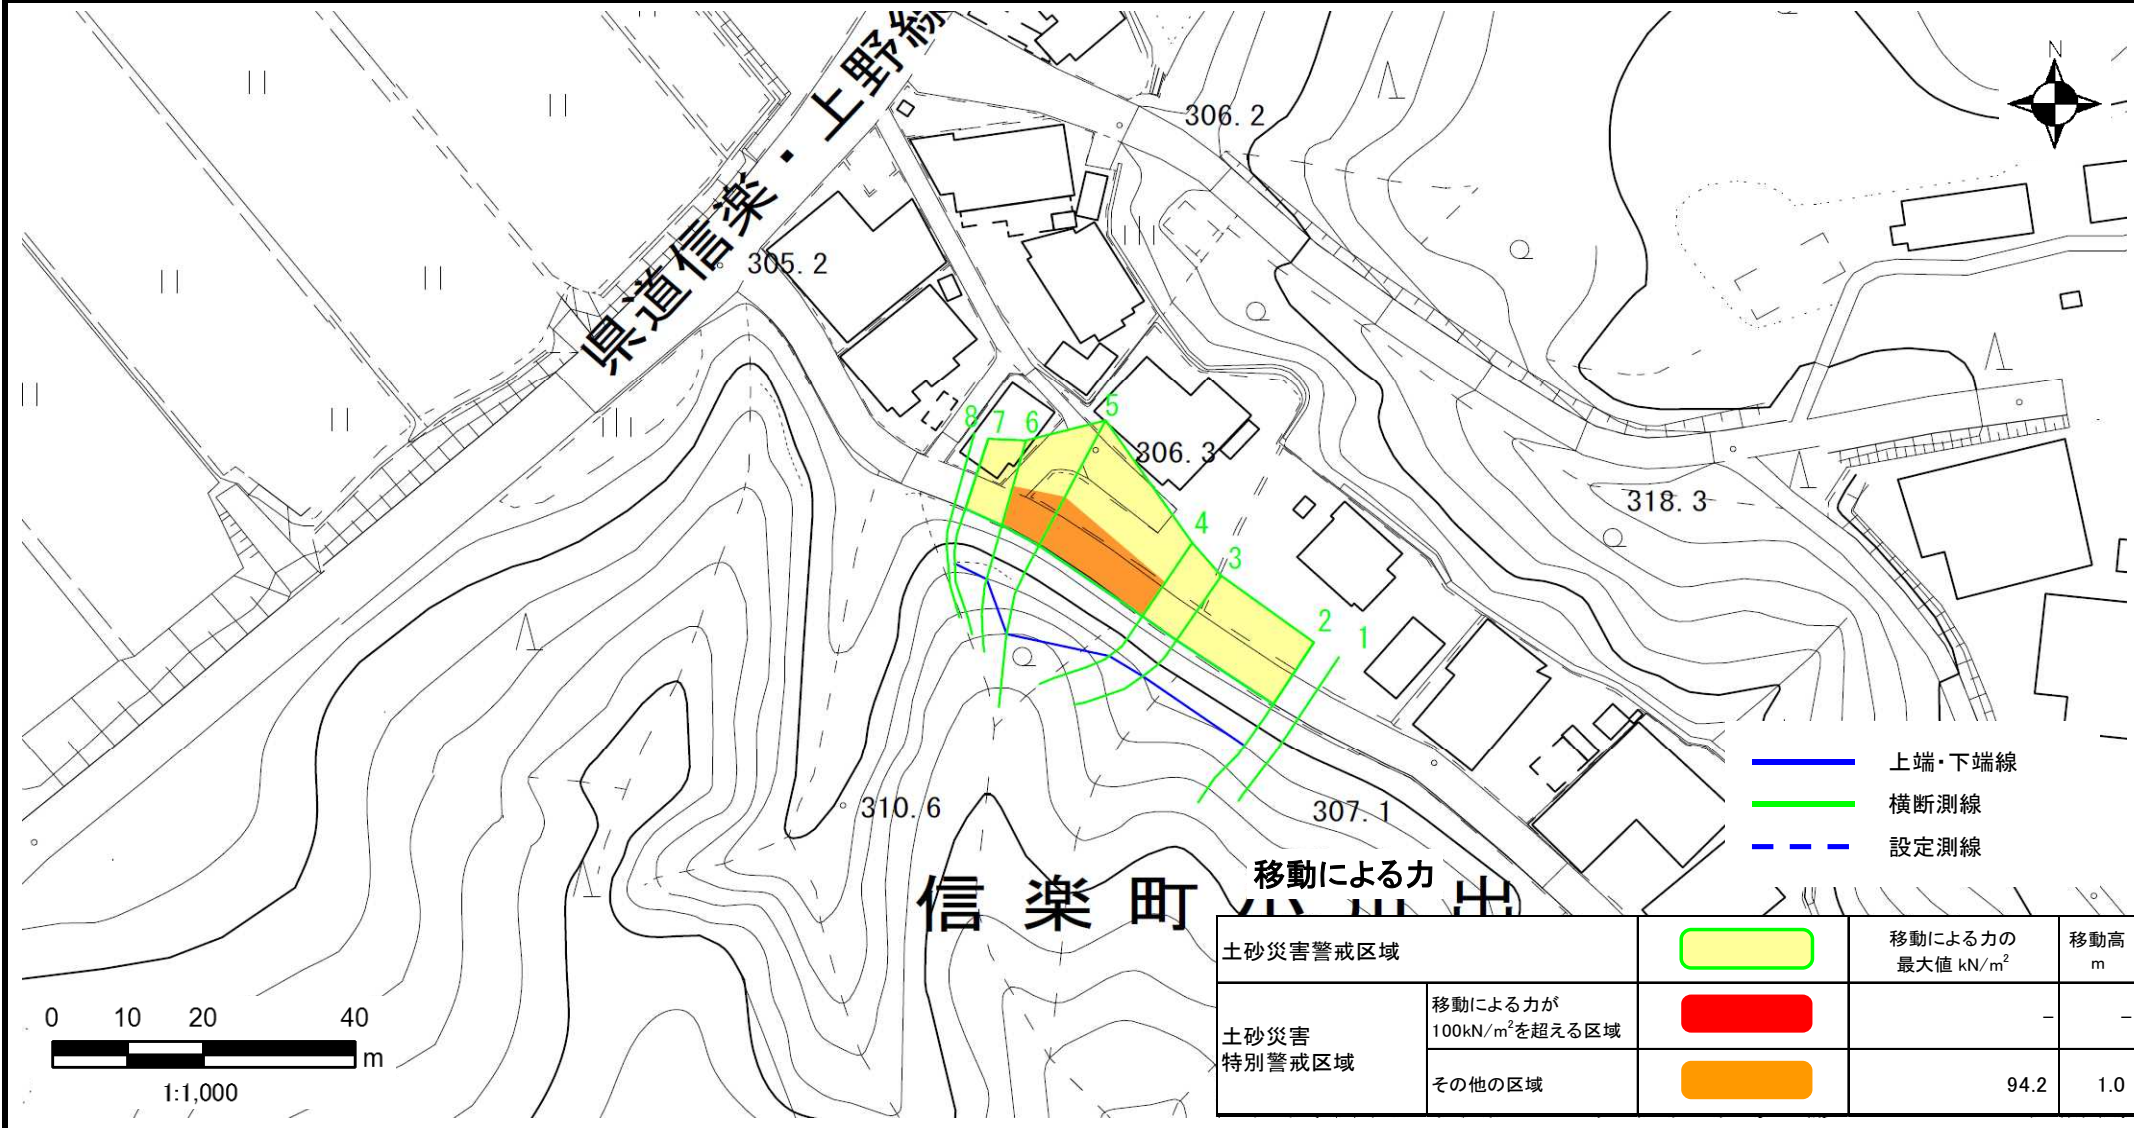 県道信楽・上野線
N
306.2
305.2
5
8 7 6
306.3
4
3
318.3
2
1
上端・下端線
横断測線
設定測線
310.6
307.1
移動による力
信楽町
土砂災害警戒区域
移動による力の
最大値 kN/m²
移動高
m
土砂災害
特別警戒区域
移動による力が
100kN/m²を超える区域
–
–
その他の区域
94.2
1.0
0 10 20 40
m
1:1,000